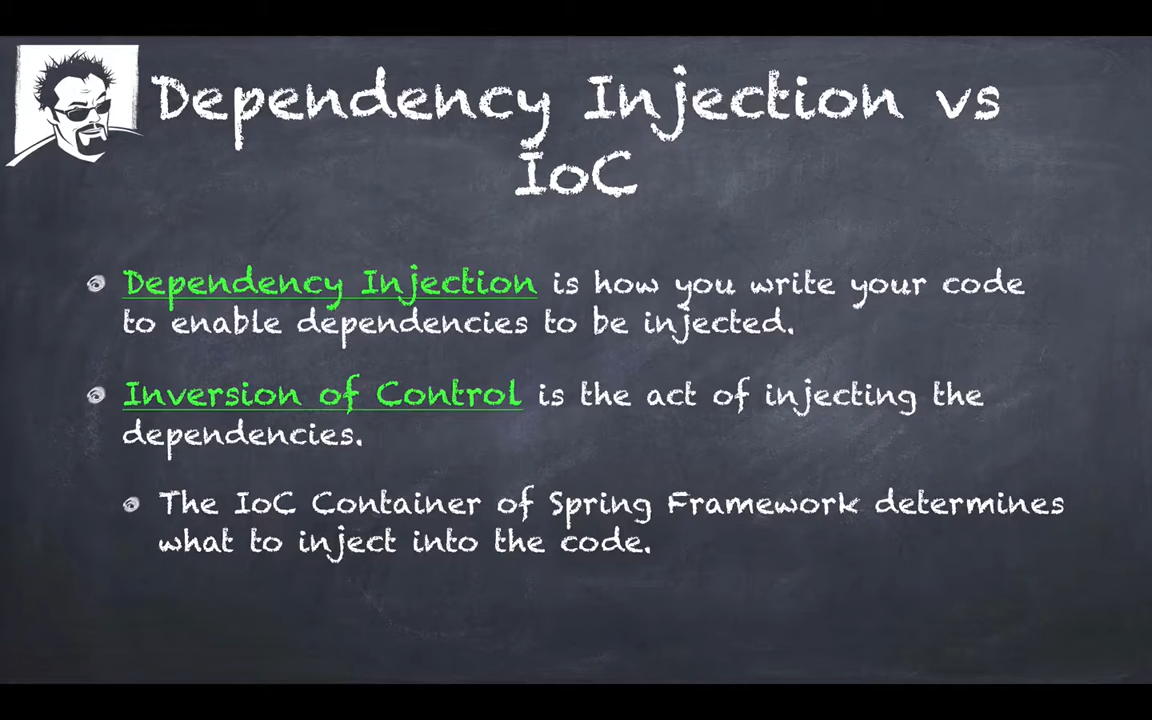 Dependency Injection vs
IoC
Dependency Injection is how you write your code
to enable dependencies to be injected.
Inversion of Control is the act of injecting the
dependencies.
The IoC Container of Spring Framework determines
what to inject into the code.